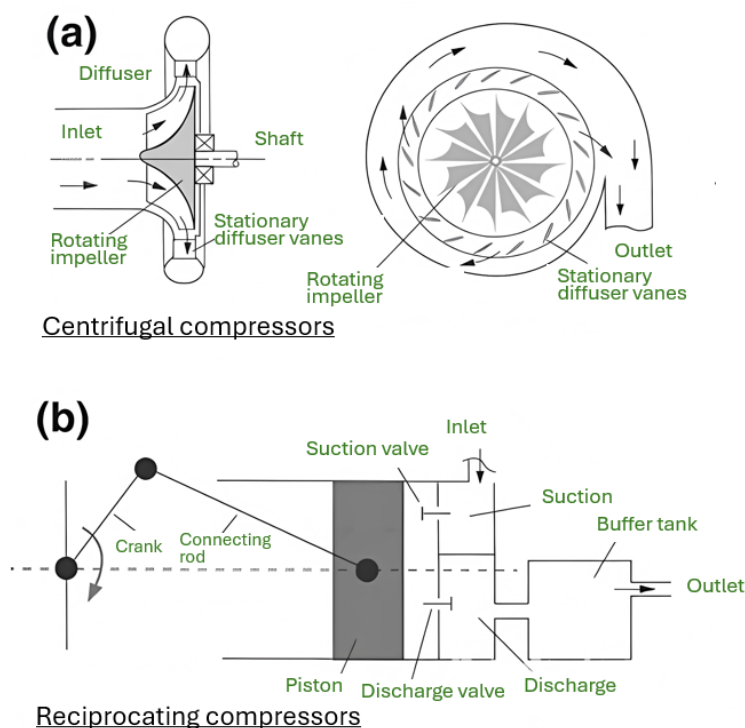 (a)
Diffuser
Inlet
Shaft
Rotating
impeller
Stationary
diffuser vanes
Rotating
impeller
Outlet
Stationary
diffuser vanes
Centrifugal compressors
(b)
Inlet
Suction valve
Suction
Buffer tank
Crank
Connecting
rod
Outlet
Piston
Discharge valve
Discharge
Reciprocating compressors